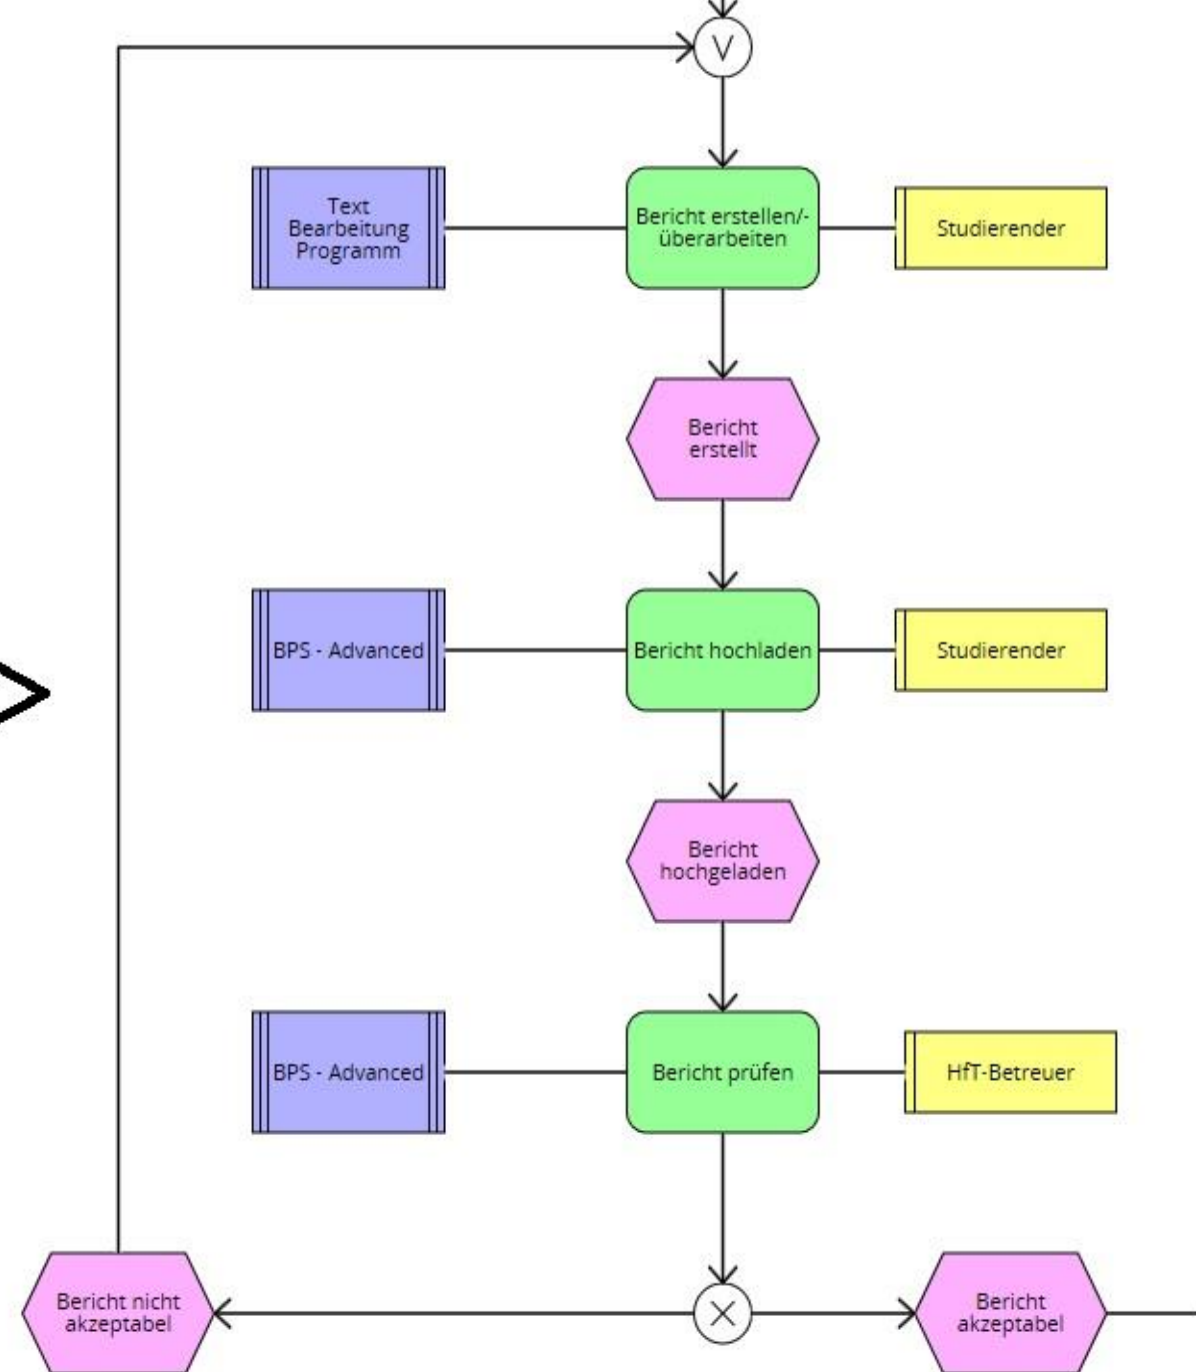 V
Text
Bearbeitung
Programm
Bericht erstellen/-
überarbeiten
Studierender
Bericht
erstellt
BPS - Advanced
Bericht hochladen
Studierender
Bericht
hochgeladen
BPS - Advanced
Bericht prüfen
HfT-Betreuer
Bericht nicht
akzeptabel
X
Bericht
akzeptabel